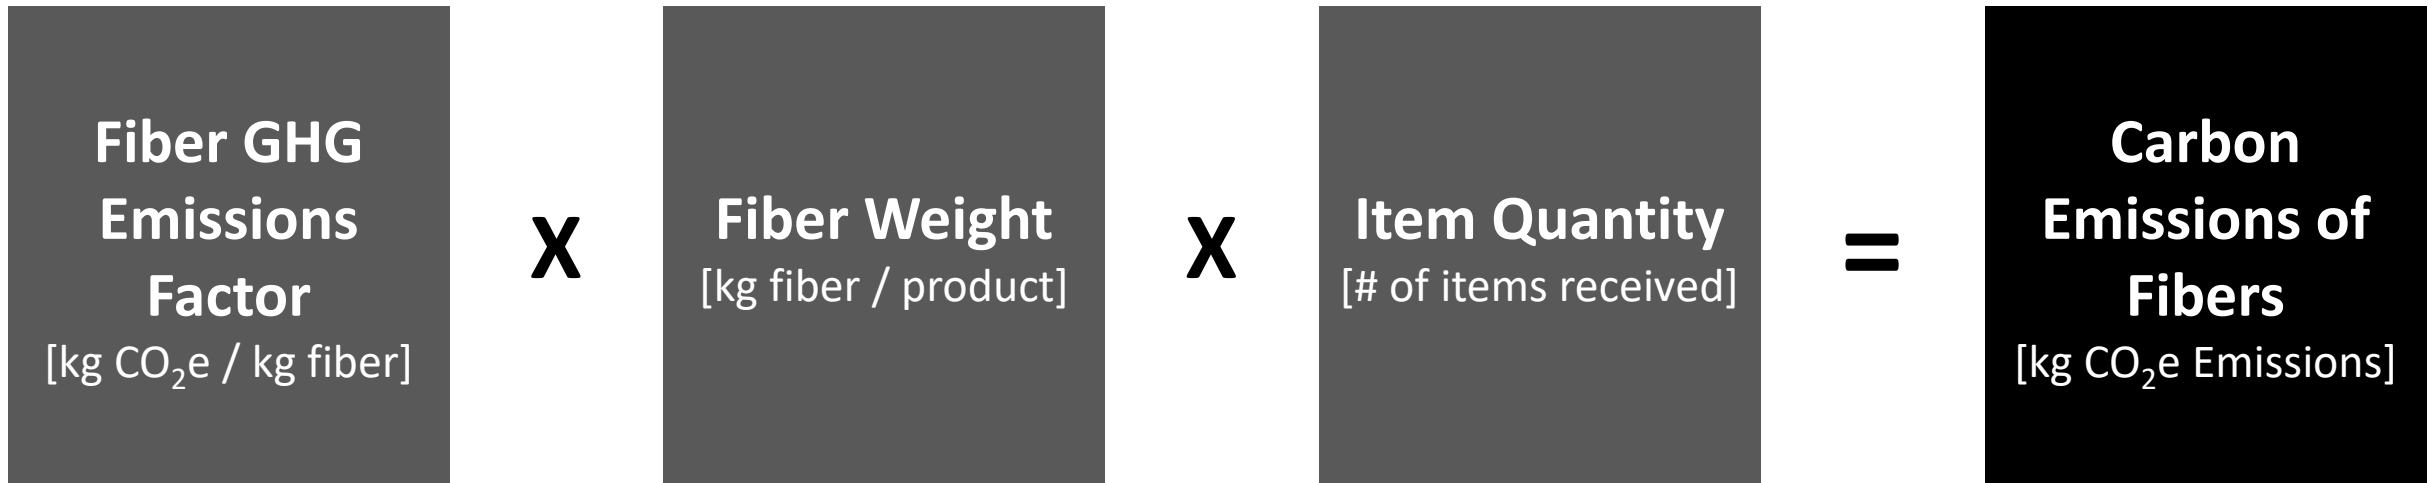 Fiber GHG
Emissions
Factor
[kg CO₂e / kg fiber]
X
Fiber Weight
[kg fiber / product]
X
Item Quantity
[# of items received]
=
Carbon
Emissions of
Fibers
[kg CO₂e Emissions]